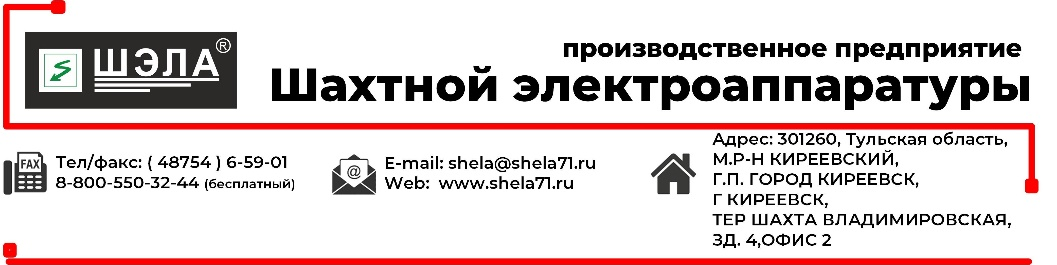 ШЭЛА®
производственное предприятие
Шахтной электроаппаратуры
FAX
Тел/факс: ( 48754 ) 6-59-01
8-800-550-32-44 (бесплатный)
@
E-mail: shela@shela71.ru
Web: www.shela71.ru
Адрес: 301260, Тульская область,
М.Р-Н КИРЕЕВСКИЙ,
Г.П. ГОРОД КИРЕЕВСК,
Г КИРЕЕВСК,
ТЕР ШАХТА ВЛАДИМИРОВСКАЯ,
ЗД. 4,ОФИС 2